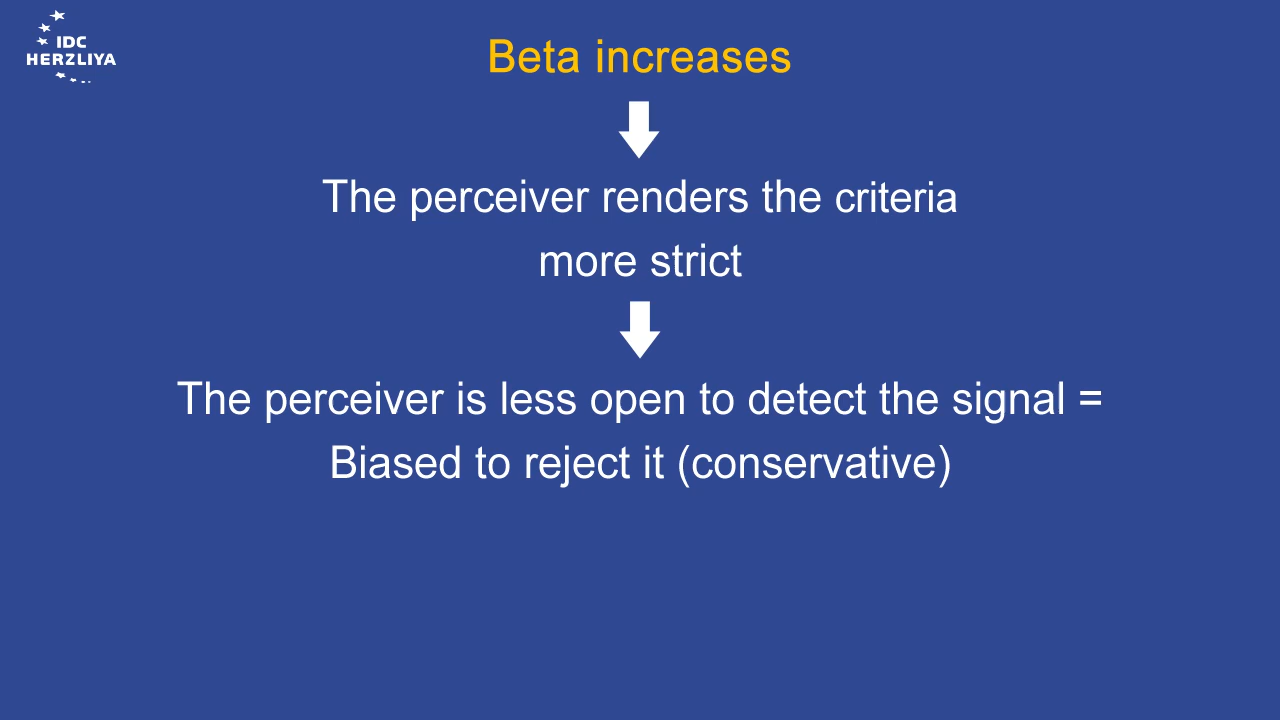 IDC
HERZLIYA
Beta increases
The perceiver renders the criteria
more strict
The perceiver is less open to detect the signal =
Biased to reject it (conservative)